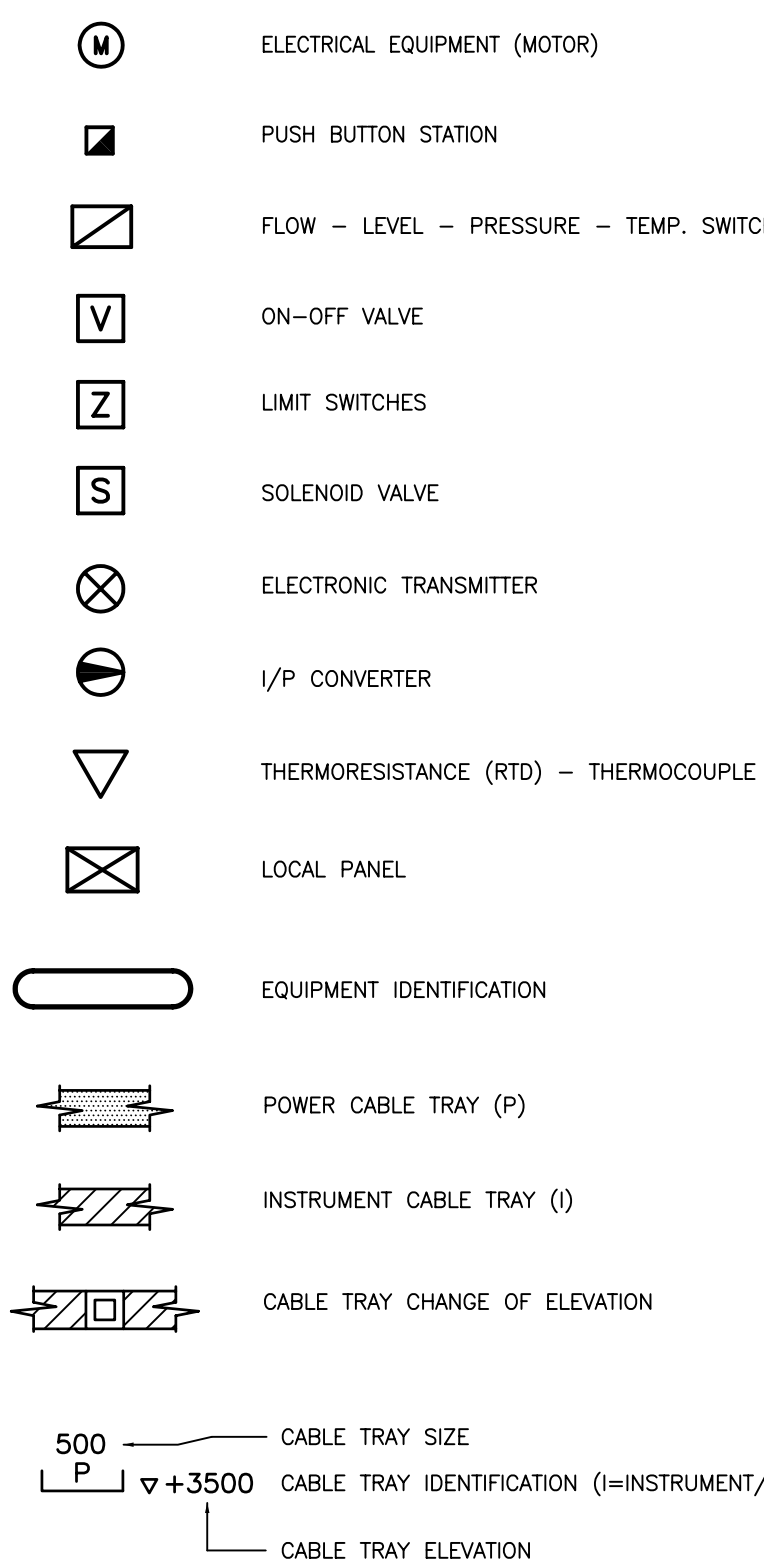 M ELECTRICAL EQUIPMENT (MOTOR)
PUSH BUTTON STATION
FLOW – LEVEL – PRESSURE – TEMP.
V ON–OFF VALVE
Z LIMIT SWITCHES
S SOLENOID VALVE
ELECTRONIC TRANSMITTER
I/P CONVERTER
THERMORESISTANCE (RTD) – THERMOCOUPLE
LOCAL PANEL
EQUIPMENT IDENTIFICATION
POWER CABLE TRAY (P)
INSTRUMENT CABLE TRAY (I)
CABLE TRAY CHANGE OF ELEVATION
500 CABLE TRAY SIZE
P +3500 CABLE TRAY IDENTIFICATION (I=INSTRUMENT/
CABLE TRAY ELEVATION